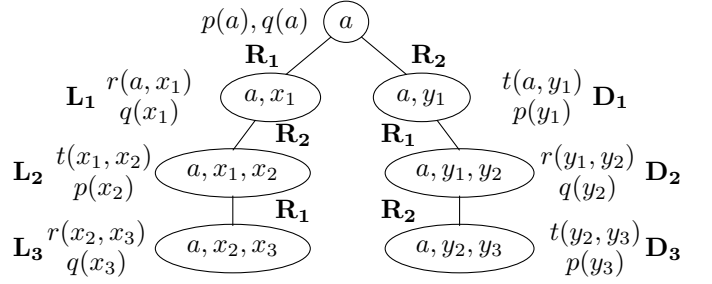 p(a), q(a) a
R₁ R₂
L₁ r(a, x₁) q(x₁) a, x₁ a, y₁ t(a, y₁) p(y₁) D₁
R₂ R₁
L₂ t(x₁, x₂) p(x₂) a, x₁, x₂ a, y₁, y₂ r(y₁, y₂) q(y₂) D₂
R₁ R₂
L₃ r(x₂, x₃) q(x₃) a, x₂, x₃ a, y₂, y₃ t(y₂, y₃) p(y₃) D₃